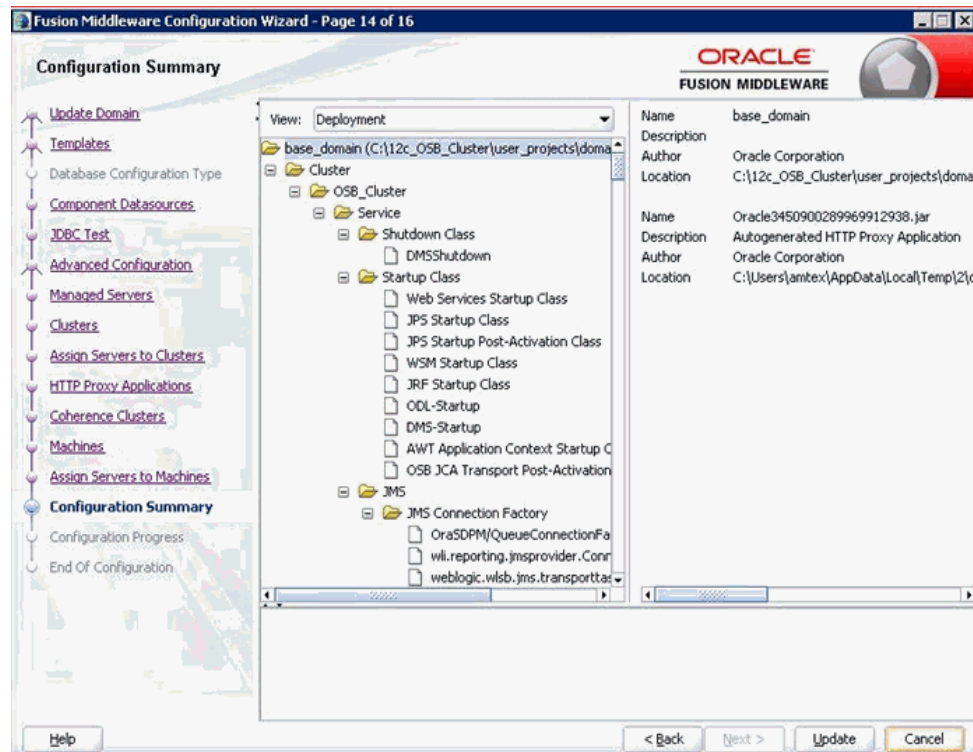 Fusion Middleware Configuration Wizard - Page 14 of 16
Configuration Summary
ORACLE
FUSION MIDDLEWARE
Update Domain
Templates
Database Configuration Type
Component Datasources
JDBC Test
Advanced Configuration
Managed Servers
Clusters
Assign Servers to Clusters
HTTP Proxy Applications
Coherence Clusters
Machines
Assign Servers to Machines
Configuration Summary
Configuration Progress
End Of Configuration
View: Deployment
base_domain (C:\12c_OSB_Cluster\user_projects\doma
Cluster
OSB_Cluster
Service
Shutdown Class
DMSShutdown
Startup Class
Web Services Startup Class
JPS Startup Class
JPS Startup Post-Activation Class
WSM Startup Class
JRF Startup Class
ODL-Startup
DMS-Startup
AWT Application Context Startup C
OSB JCA Transport Post-Activation
JMS
JMS Connection Factory
OraSDPM/QueueConnectionFa
wli.reporting.jmsprovider.Conr
weblogic.wlsb.jms.transporttas
Name base_domain
Description
Author Oracle Corporation
Location C:\12c_OSB_Cluster\user_projects\doma
Name Oracle3450900289969912938.jar
Description Autogenerated HTTP Proxy Application
Author Oracle Corporation
Location C:\Users\amtex\AppData\Local\Temp\2\c
Help
< Back
Next >
Update
Cancel